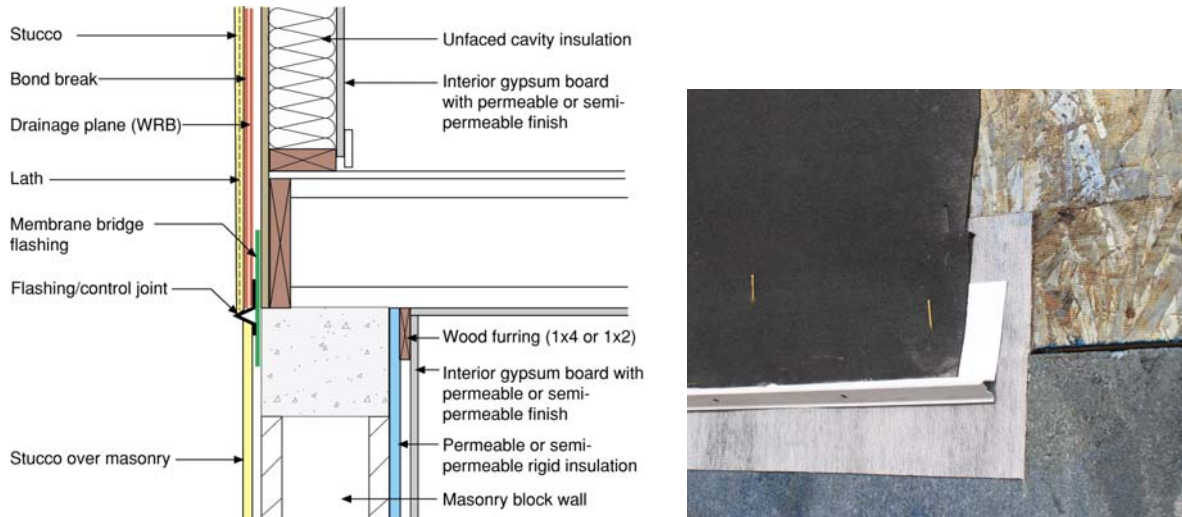 Stucco
Bond break
Drainage plane (WRB)
Lath
Membrane bridge
flashing
Flashing/control joint
Stucco over masonry
Unfaced cavity insulation
Interior gypsum board
with permeable or semi-
permeable finish
Wood furring (1x4 or 1x2)
Interior gypsum board with
permeable or semi-
permeable finish
Permeable or semi-
permeable rigid insulation
Masonry block wall